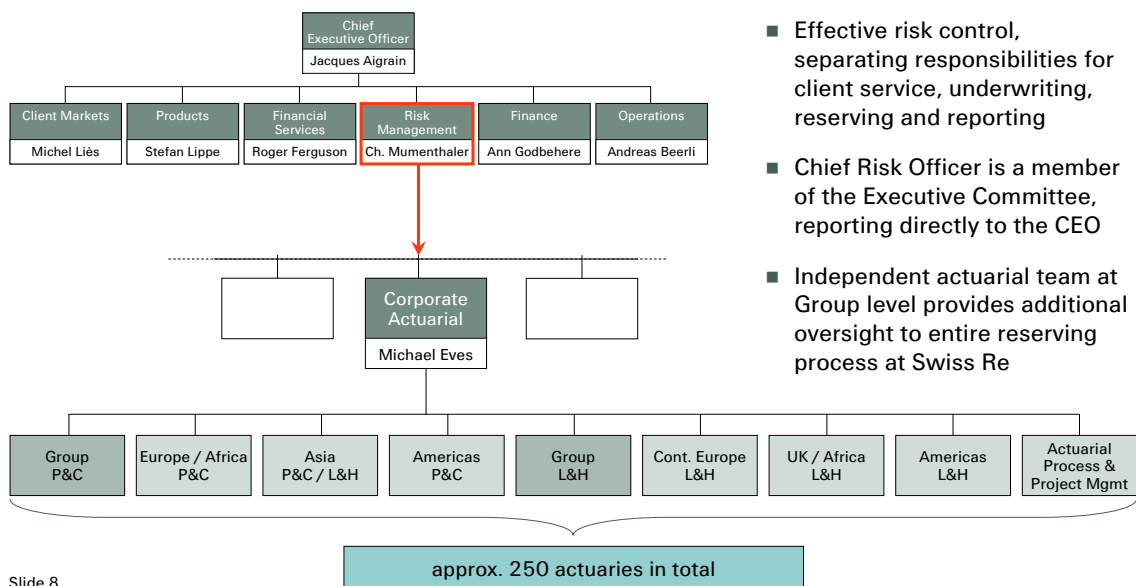 Chief
Executive Officer
Jacques Aigrain
Client Markets
Michel Liès
Products
Stefan Lippe
Financial
Services
Roger Ferguson
Risk
Management
Ch. Mumenthaler
Finance
Ann Godbehere
Operations
Andreas Beerli
Corporate
Actuarial
Michael Eves
Group
P&C
Europe / Africa
P&C
Asia
P&C / L&H
Americas
P&C
Group
L&H
Cont. Europe
L&H
UK / Africa
L&H
Americas
L&H
Actuarial
Process &
Project Mgmt
approx. 250 actuaries in total
■ Effective risk control,
separating responsibilities for
client service, underwriting,
reserving and reporting
■ Chief Risk Officer is a member
of the Executive Committee,
reporting directly to the CEO
■ Independent actuarial team at
Group level provides additional
oversight to entire reserving
process at Swiss Re
Slide 8